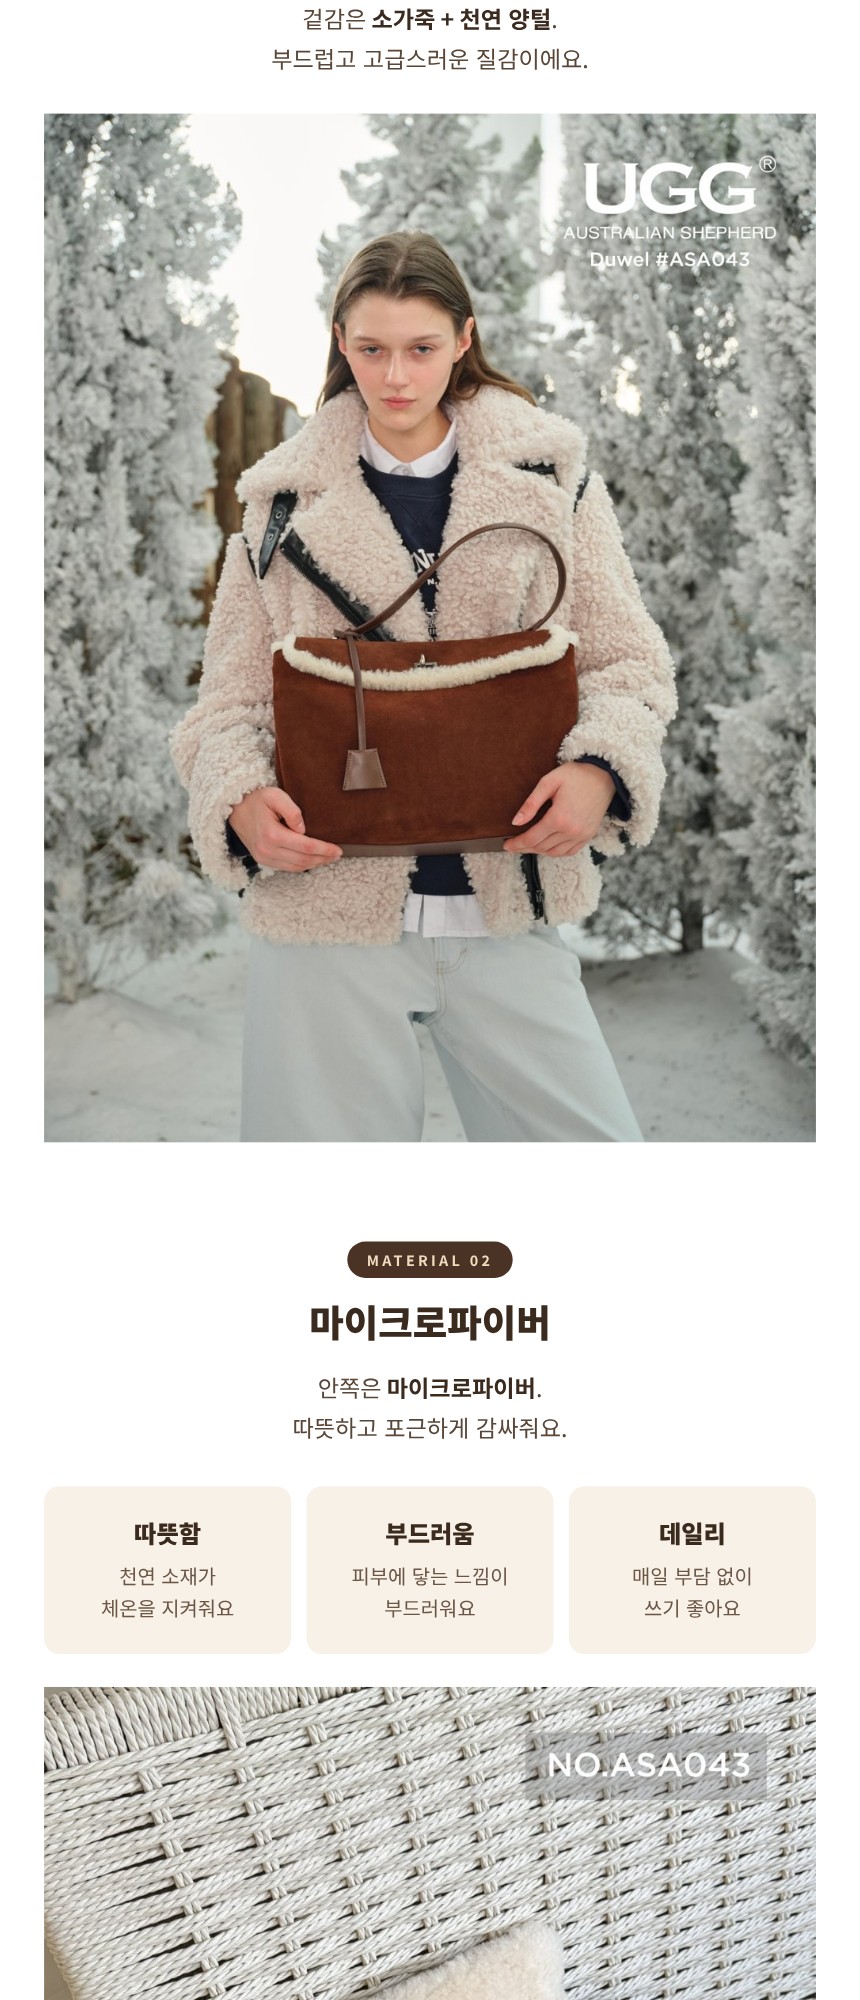 겉감은 소가죽 + 천연 양털.
부드럽고 고급스러운 질감이에요.
UGG®
AUSTRALIAN SHEPHERD
Duwel #ASA043
MATERIAL 02
마이크로파이버
안쪽은 마이크로파이버.
따뜻하고 포근하게 감싸줘요.
따뜻함
천연 소재가
체온을 지켜줘요
부드러움
피부에 닿는 느낌이
부드러워요
데일리
매일 부담 없이
쓰기 좋아요
NO.ASA043